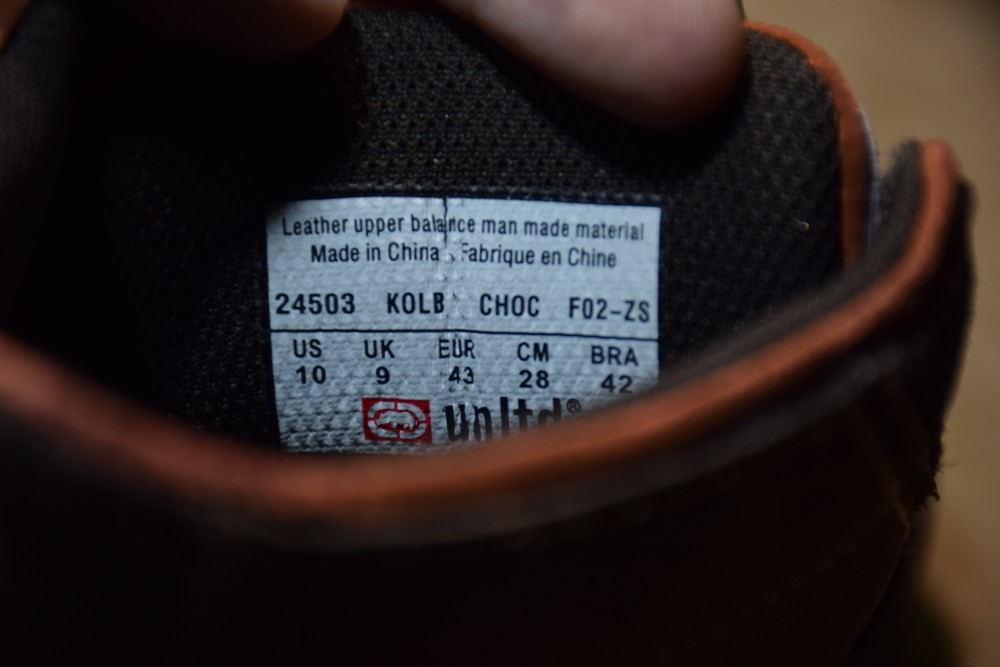 Leather upper balance man made material
Made in China Fabrique en Chine
24503 KOLB CHOC F02-ZS
US UK EUR CM BRA
10 9 43 28 42
unltd®